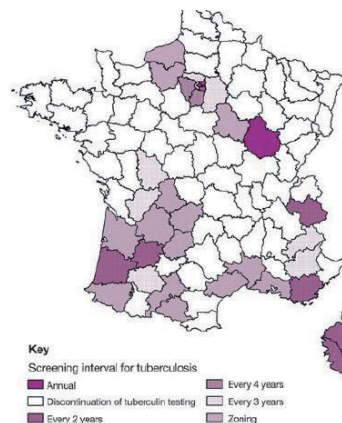 Key
Screening interval for tuberculosis
Annual
Discontinuation of tuberculin testing
Every 2 years
Every 4 years
Every 3 years
Zoning